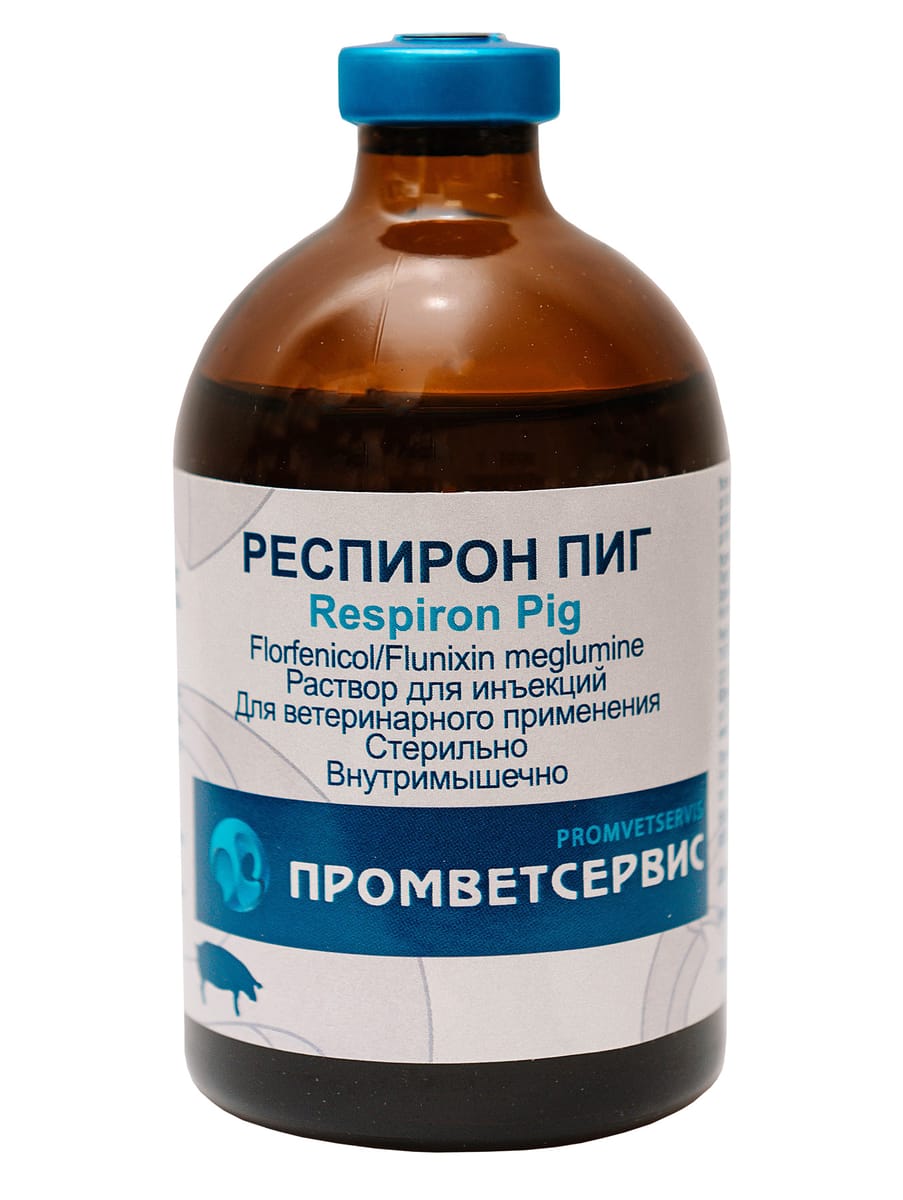 РЕСПИРОН ПИГ
Respiron Pig
Florfenicol/Flunixin meglumine
Раствор для инъекций
Для ветеринарного применения
Стерильно
Внутримышечно
PROMVETSERVIS
ПРОМВЕТСЕРВИС